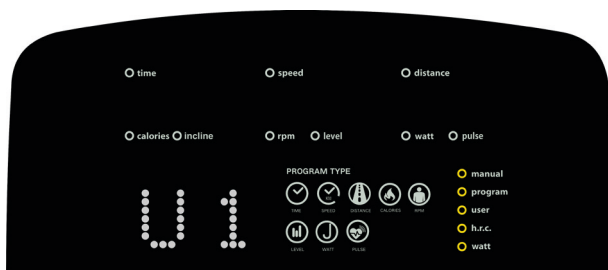 time speed distance
calories incline rpm level watt pulse
PROGRAM TYPE
TIME SPEED DISTANCE CALORIES RPM
LEVEL WATT PULSE
manual
program
user
h.r.c.
watt
U1